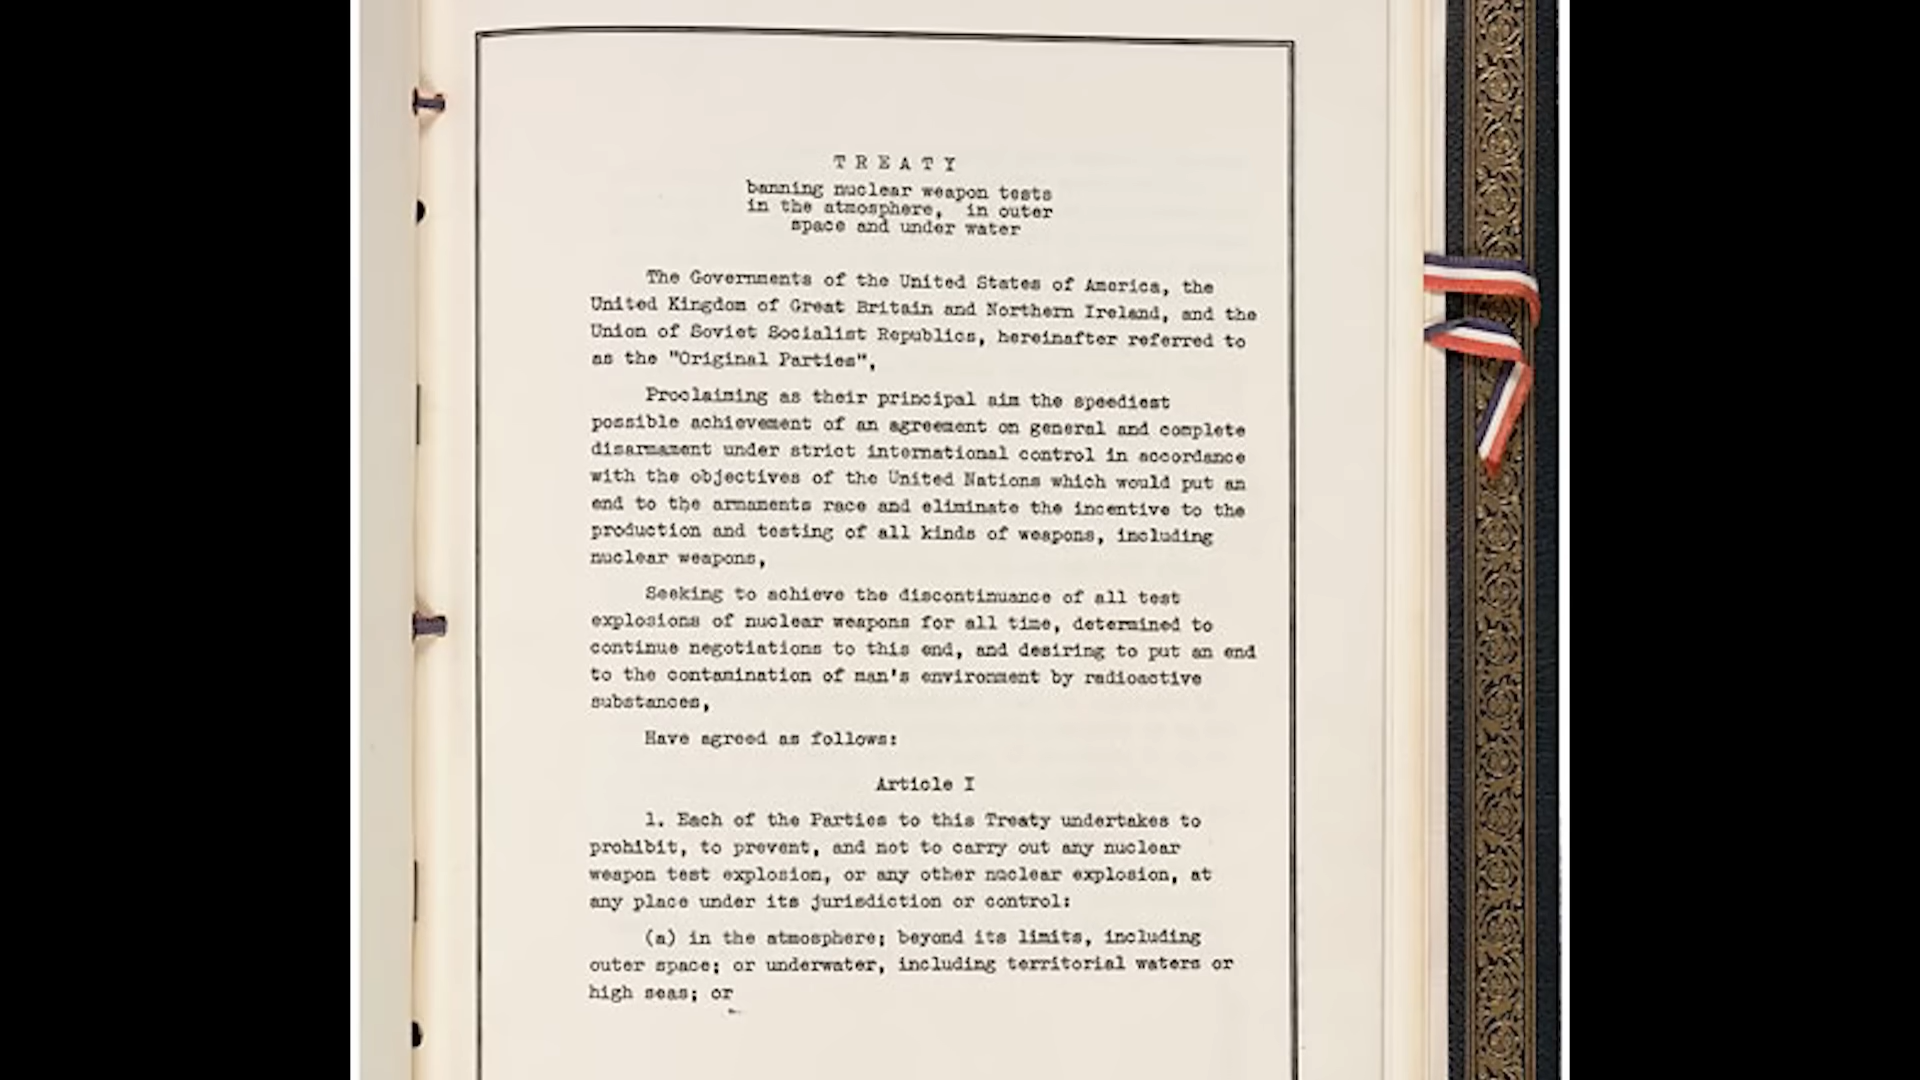 TREATY
banning nuclear weapon tests
in the atmosphere, in outer
space and under water
The Governments of the United States of America, the
United Kingdom of Great Britain and Northern Ireland, and the
Union of Soviet Socialist Republics, hereinafter referred to
as the "Original Parties",
Proclaiming as their principal aim the speediest
possible achievement of an agreement on general and complete
disarmament under strict international control in accordance
with the objectives of the United Nations which would put an
end to the armaments race and eliminate the incentive to the
production and testing of all kinds of weapons, including
nuclear weapons,
Seeking to achieve the discontinuance of all test
explosions of nuclear weapons for all time, determined to
continue negotiations to this end, and desiring to put an end
to the contamination of man's environment by radioactive
substances,
Have agreed as follows:
Article I
1. Each of the Parties to this Treaty undertakes to
prohibit, to prevent, and not to carry out any nuclear
weapon test explosion, or any other nuclear explosion, at
any place under its jurisdiction or control:
(a) in the atmosphere; beyond its limits, including
outer space; or underwater, including territorial waters or
high seas; or